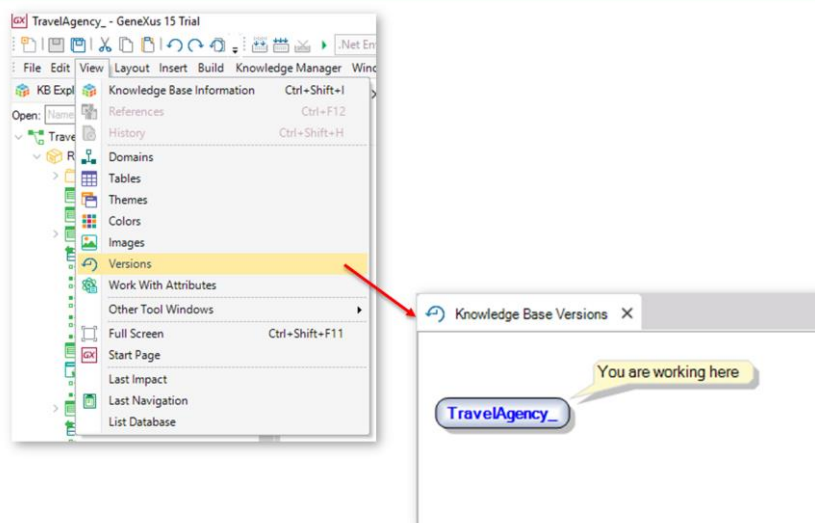 TravelAgency_ - GeneXus 15 Trial
.Net En
File Edit View Layout Insert Build Knowledge Manager Wind
KB Expl
Open: Name
Trave
R
Knowledge Base Information Ctrl+Shift+I
References Ctrl+F12
History Ctrl+Shift+H
Domains
Tables
Themes
Colors
Images
Versions
Work With Attributes
Other Tool Windows
Full Screen Ctrl+Shift+F11
Start Page
Last Impact
Last Navigation
List Database
Knowledge Base Versions
You are working here
TravelAgency_